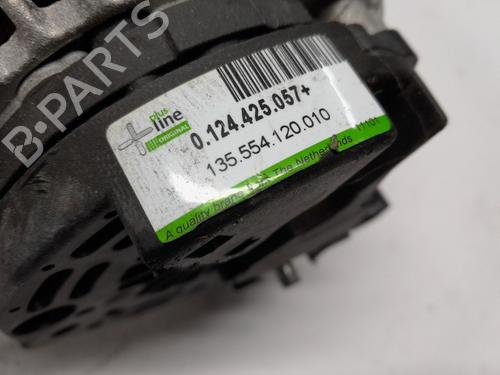 B-PARTS
plus
line
ORIGINAL
0.124.425.057+
135.554.120.010
A quality brand The Netherlands